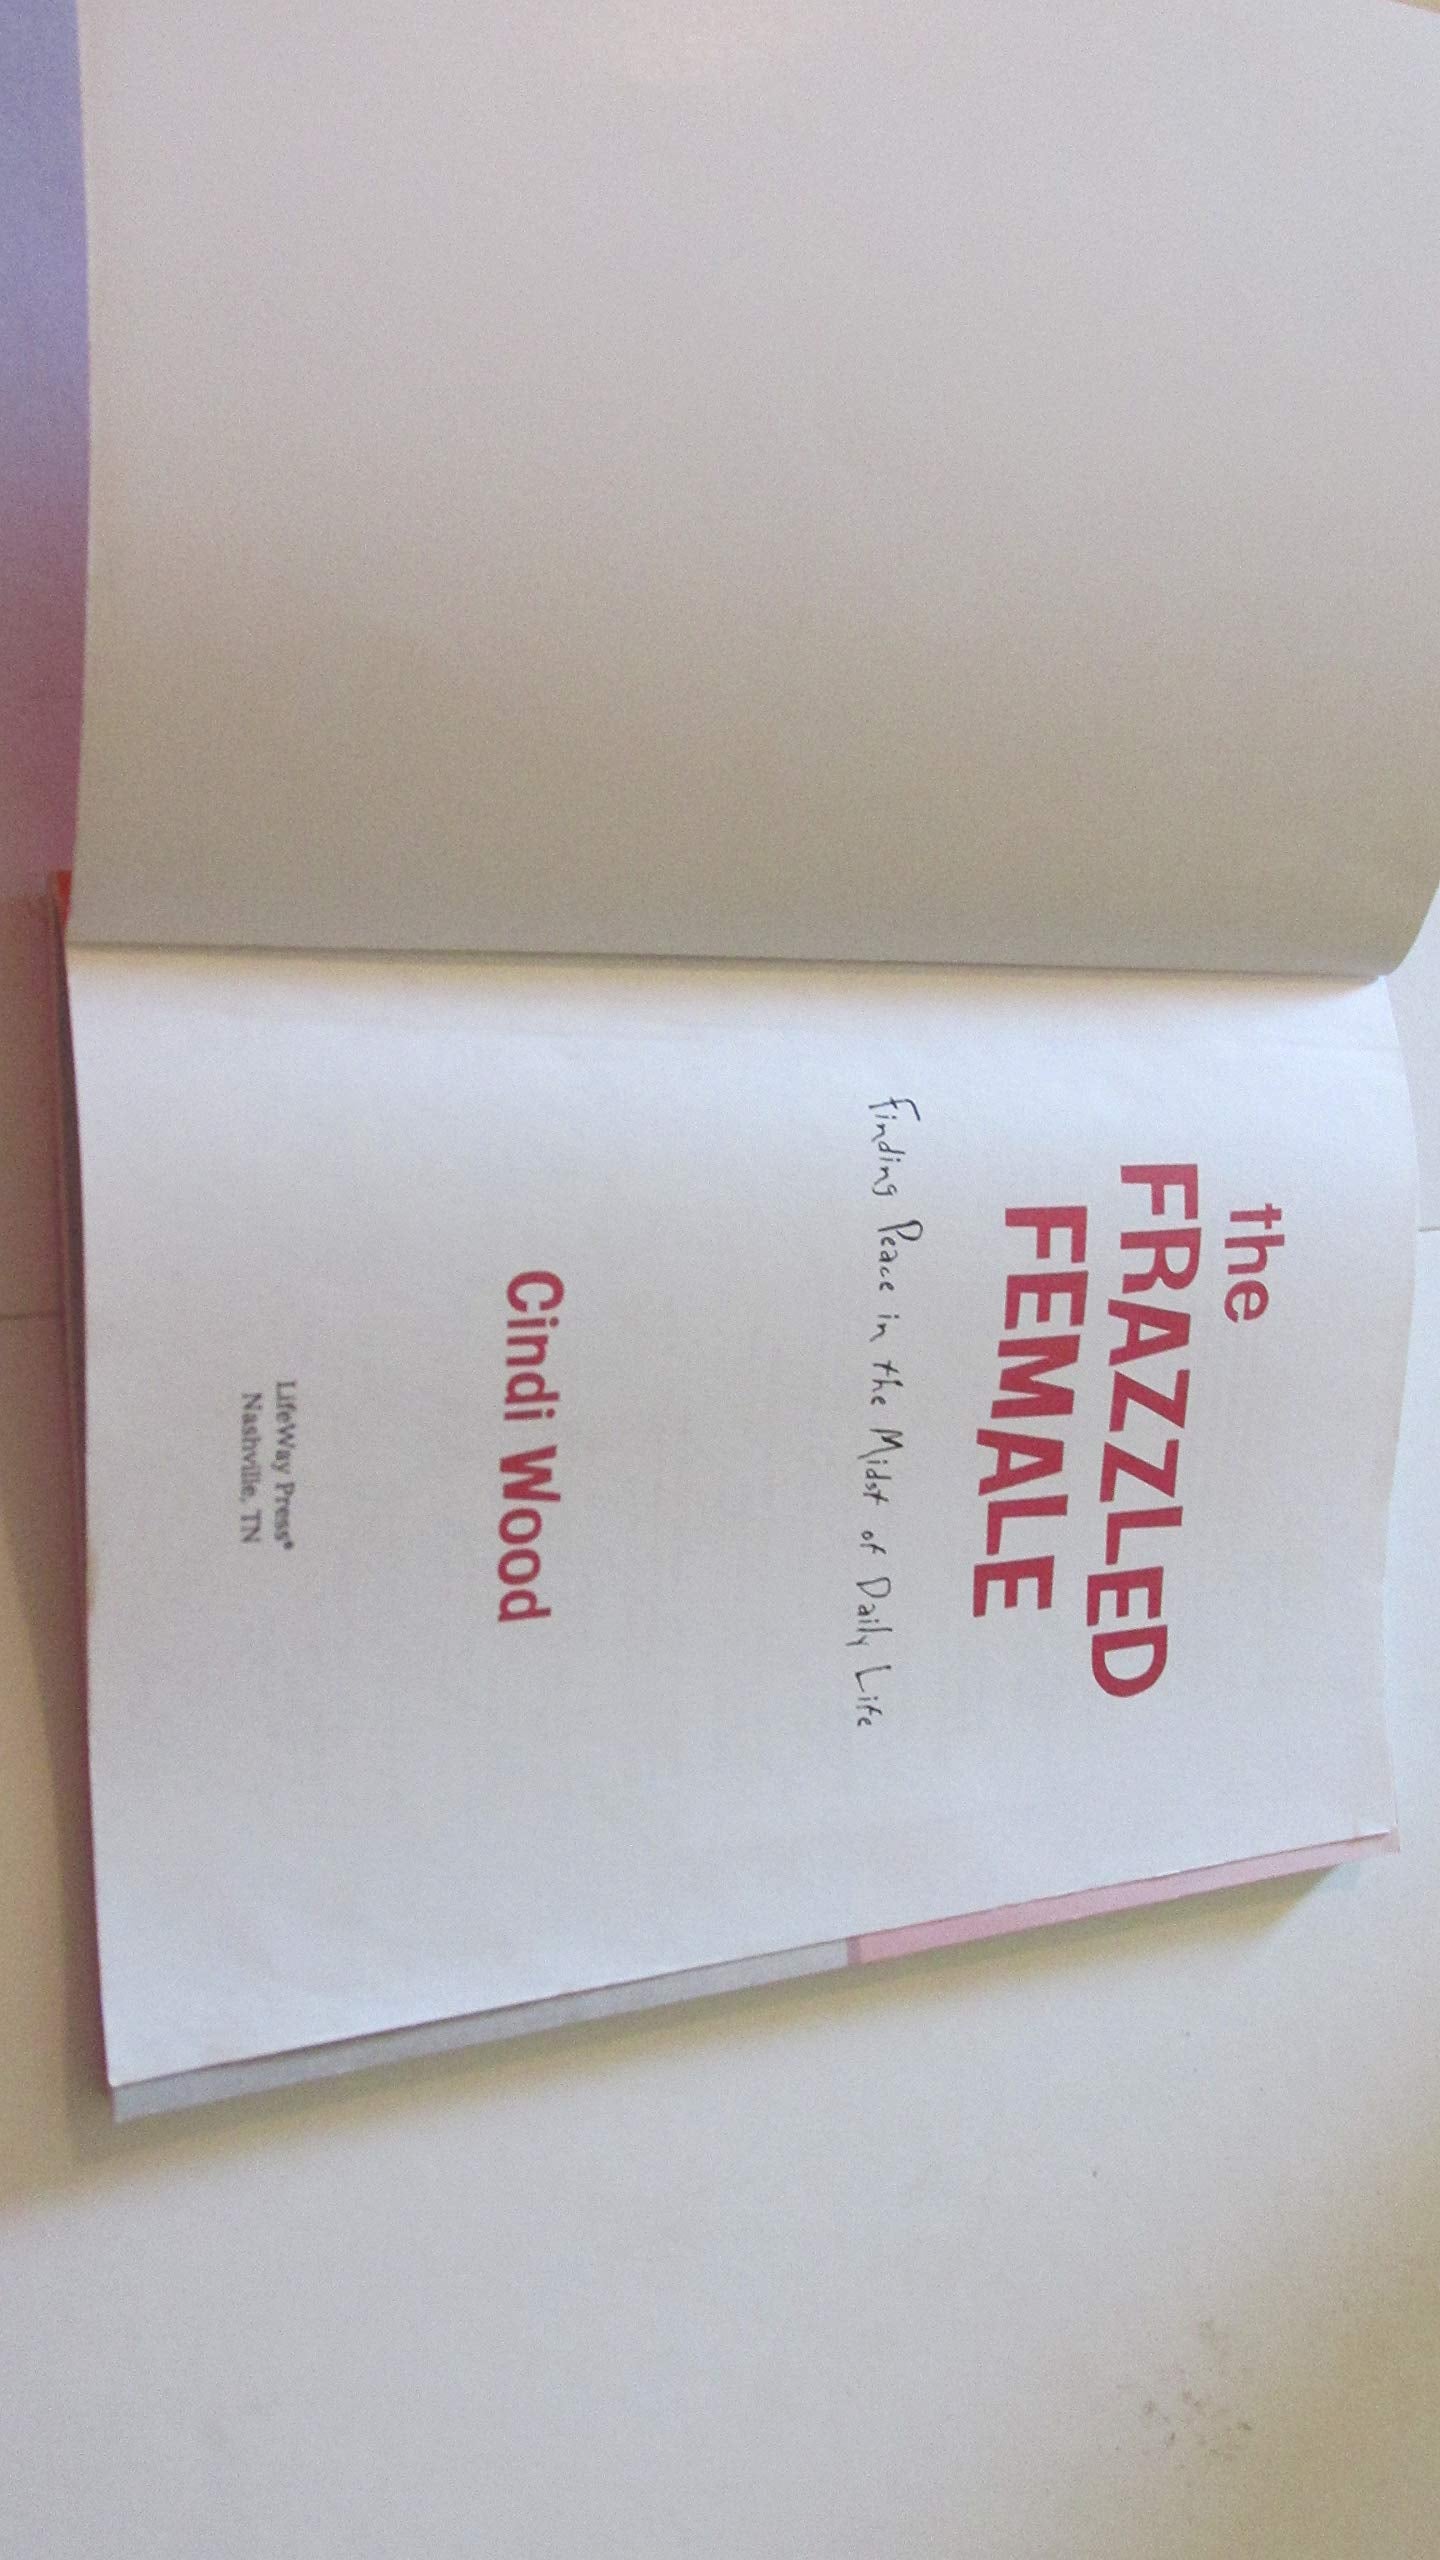 the
FRAZZLED
FEMALE
Finding Peace in the Midst of Daily Life
Cindi Wood
LifeWay Press®
Nashville, TN